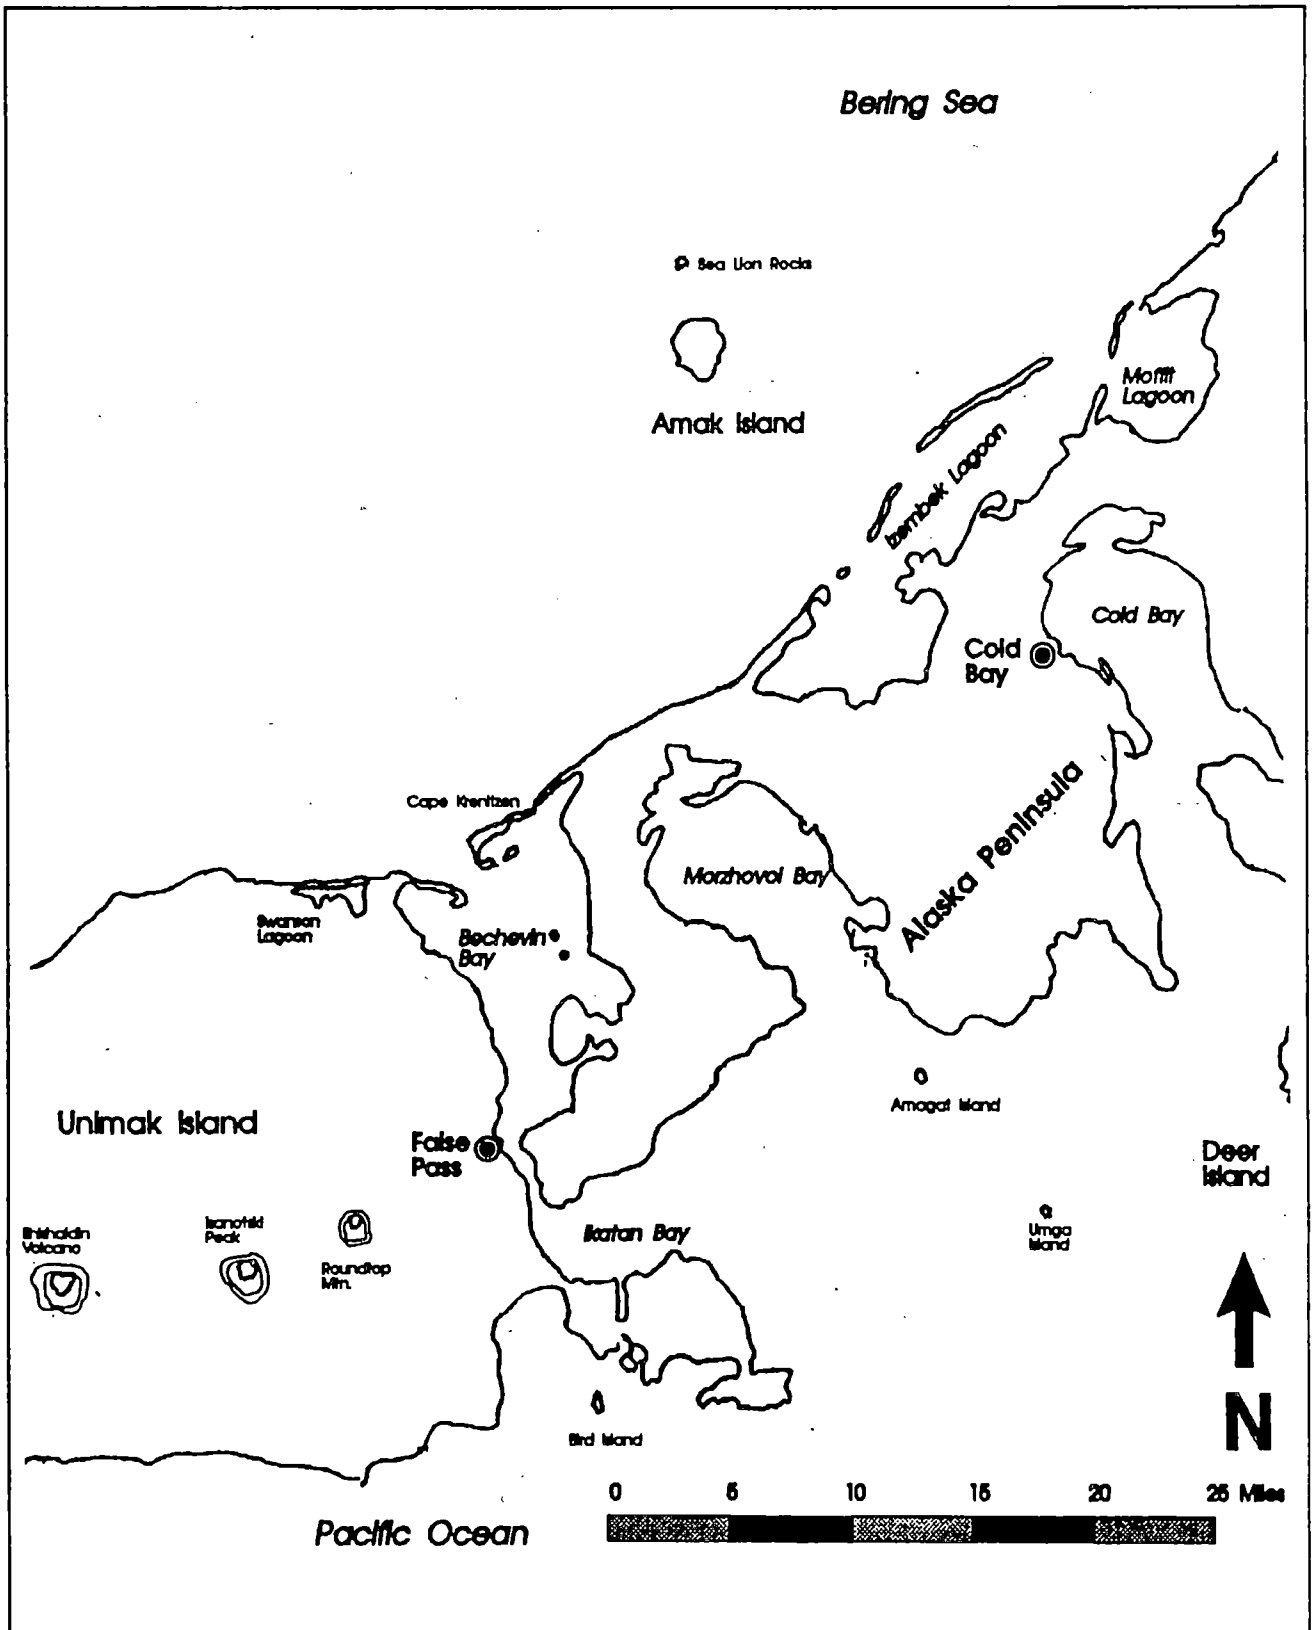 Bering Sea
Sea Lion Rocks
Amak Island
Moffit
Lagoon
Izembek Lagoon
Cold Bay
Cold
Bay
Alaska Peninsula
Cape Krenitzen
Morzhovoi Bay
Swanson
Lagoon
Bechevin
Bay
Amagat Island
Unimak Island
False
Pass
Deer
Island
Shishaldin
Volcano
Isanotski
Peak
Roundtop
Mtn.
Ikatan Bay
Umga
Island
Bird Island
N
0 5 10 15 20 25 Miles
Pacific Ocean